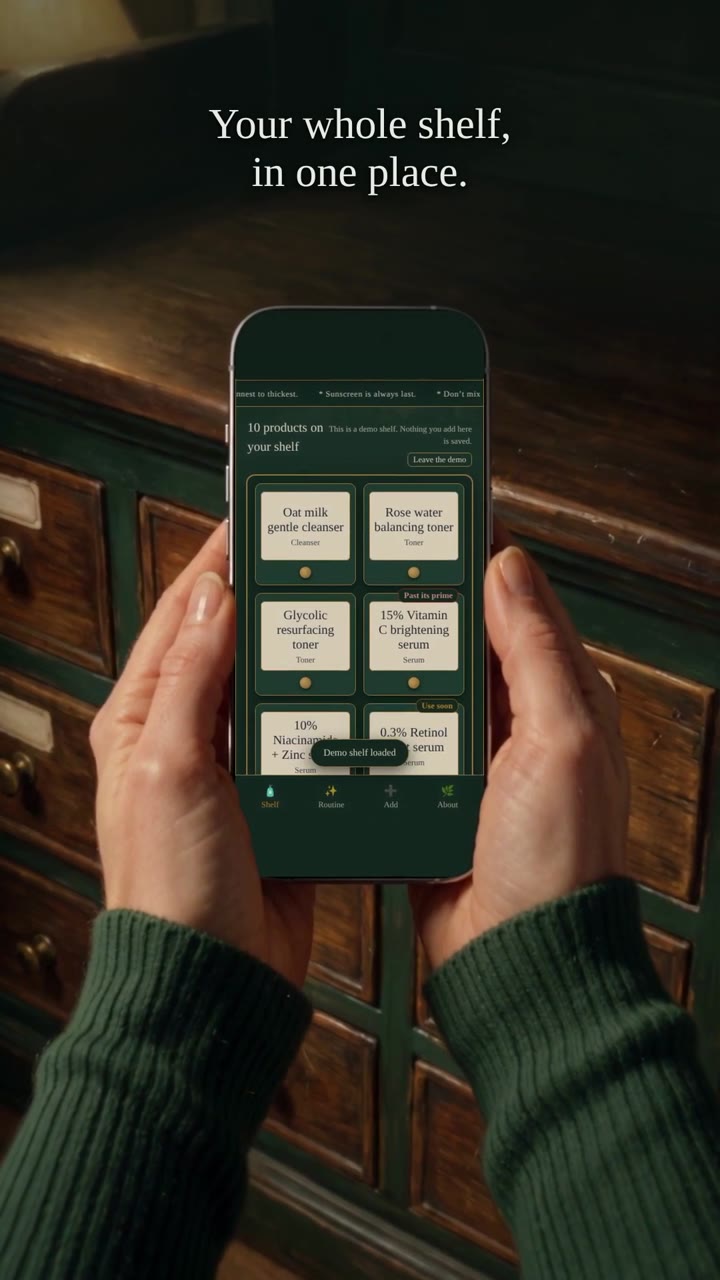 Your whole shelf,
in one place.
nnest to thickest. * Sunscreen is always last. * Don't mix
10 products on
your shelf
This is a demo shelf. Nothing you add here
is saved.
Leave the demo
Oat milk
gentle cleanser
Cleanser
Rose water
balancing toner
Toner
Glycolic
resurfacing
toner
Toner
Past its prime
15% Vitamin
C brightening
serum
Serum
10%
Niacinamide
+ Zinc
Serum
Use soon
0.3% Retinol
serum
Demo shelf loaded
Shelf
Routine
Add
About